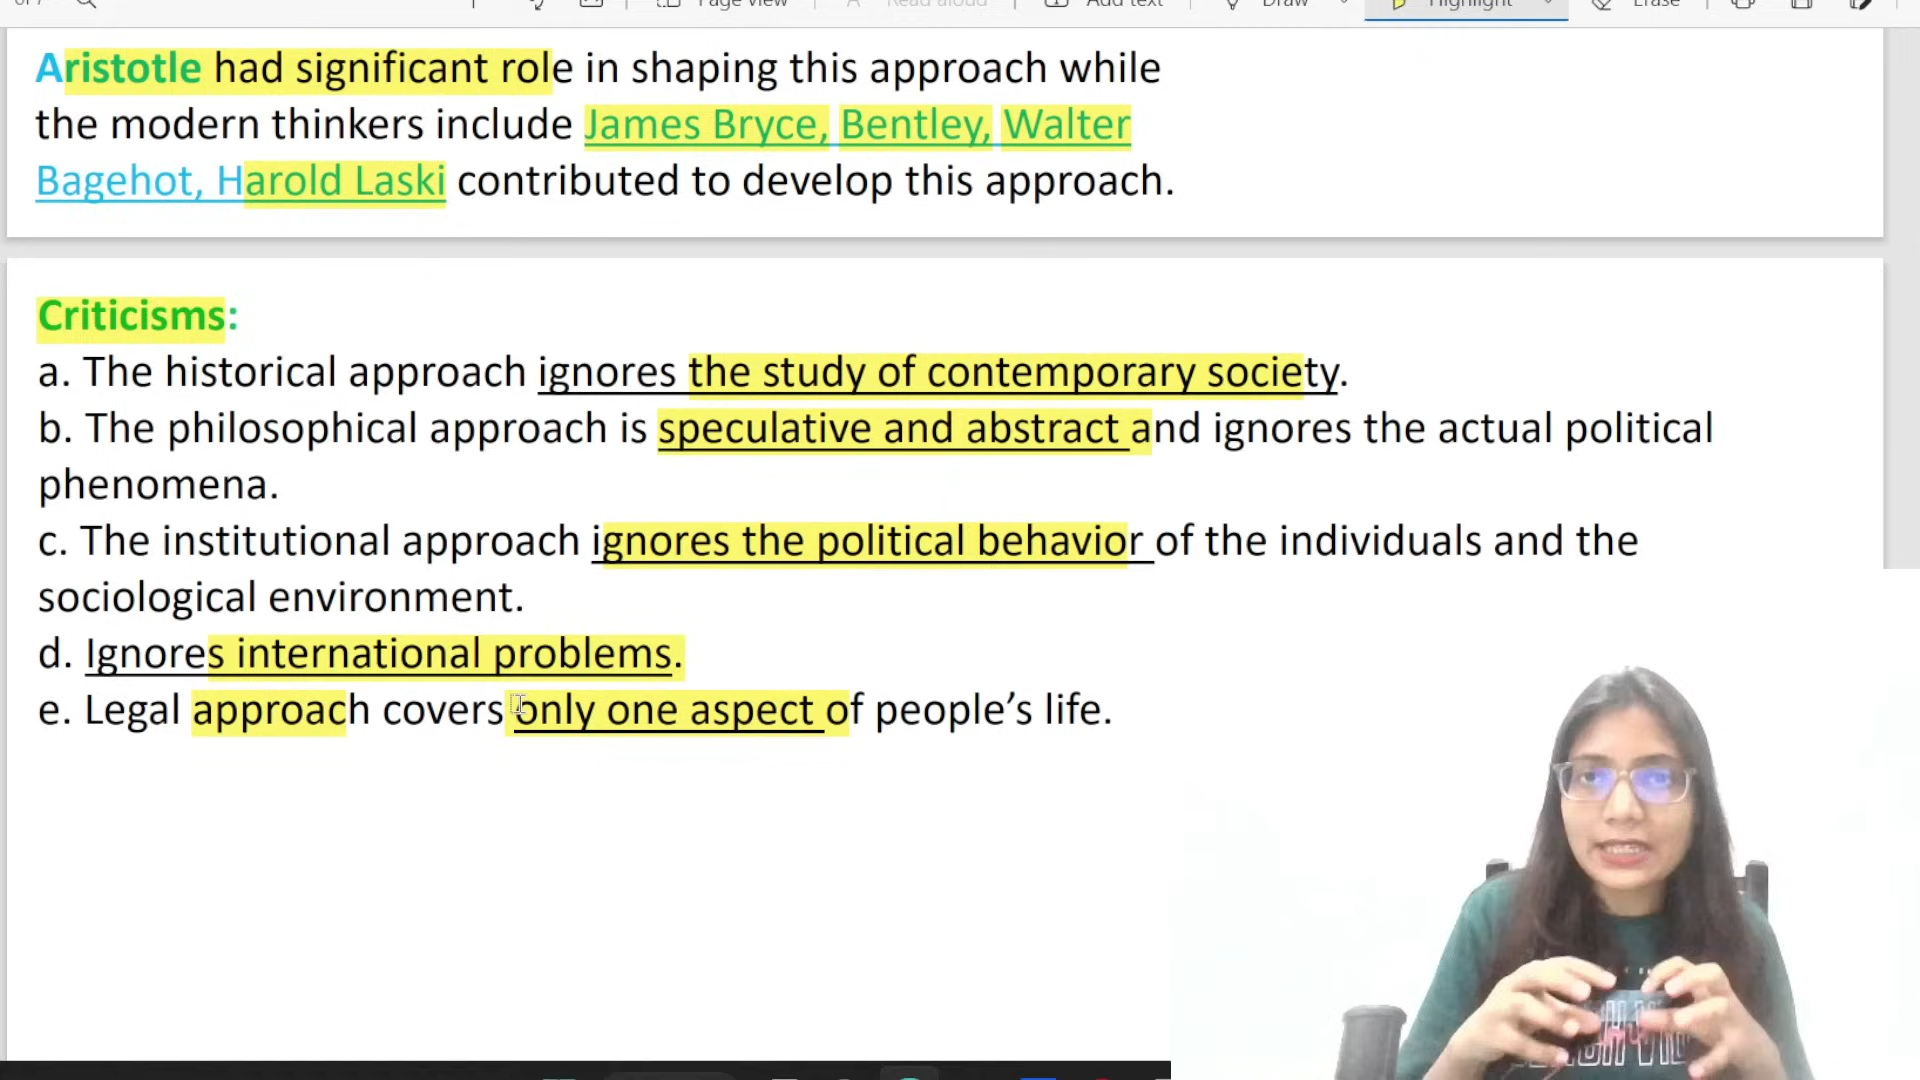 Page view
Read aloud
Add text
Draw
Highlight
Erase
Aristotle had significant role in shaping this approach while
the modern thinkers include James Bryce, Bentley, Walter
Bagehot, Harold Laski contributed to develop this approach.
Criticisms:
a. The historical approach ignores the study of contemporary society.
b. The philosophical approach is speculative and abstract and ignores the actual political
phenomena.
c. The institutional approach ignores the political behavior of the individuals and the
sociological environment.
d. Ignores international problems.
e. Legal approach covers only one aspect of people’s life.